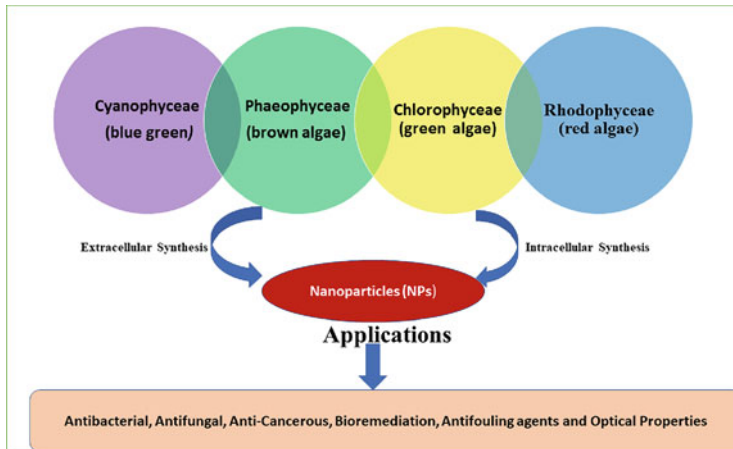 Cyanophyceae
(blue green)
Phaeophyceae
(brown algae)
Chlorophyceae
(green algae)
Rhodophyceae
(red algae)
Extracellular Synthesis
Intracellular Synthesis
Nanoparticles (NPs)
Applications
Antibacterial, Antifungal, Anti-Cancerous, Bioremediation, Antifouling agents and Optical Properties